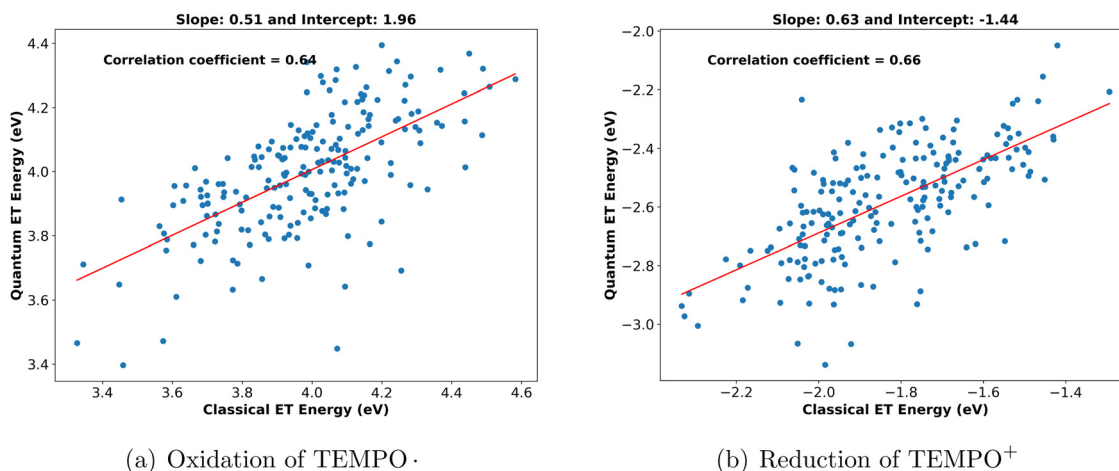 Slope: 0.51 and Intercept: 1.96
Correlation coefficient = 0.64
Quantum ET Energy (eV)
4.4
4.2
4.0
3.8
3.6
3.4
3.4
3.6
3.8
4.0
4.2
4.4
4.6
Classical ET Energy (eV)
(a) Oxidation of TEMPO·
Slope: 0.63 and Intercept: -1.44
Correlation coefficient = 0.66
Quantum ET Energy (eV)
−2.0
−2.2
−2.4
−2.6
−2.8
−3.0
−2.2
−2.0
−1.8
−1.6
−1.4
Classical ET Energy (eV)
(b) Reduction of TEMPO⁺